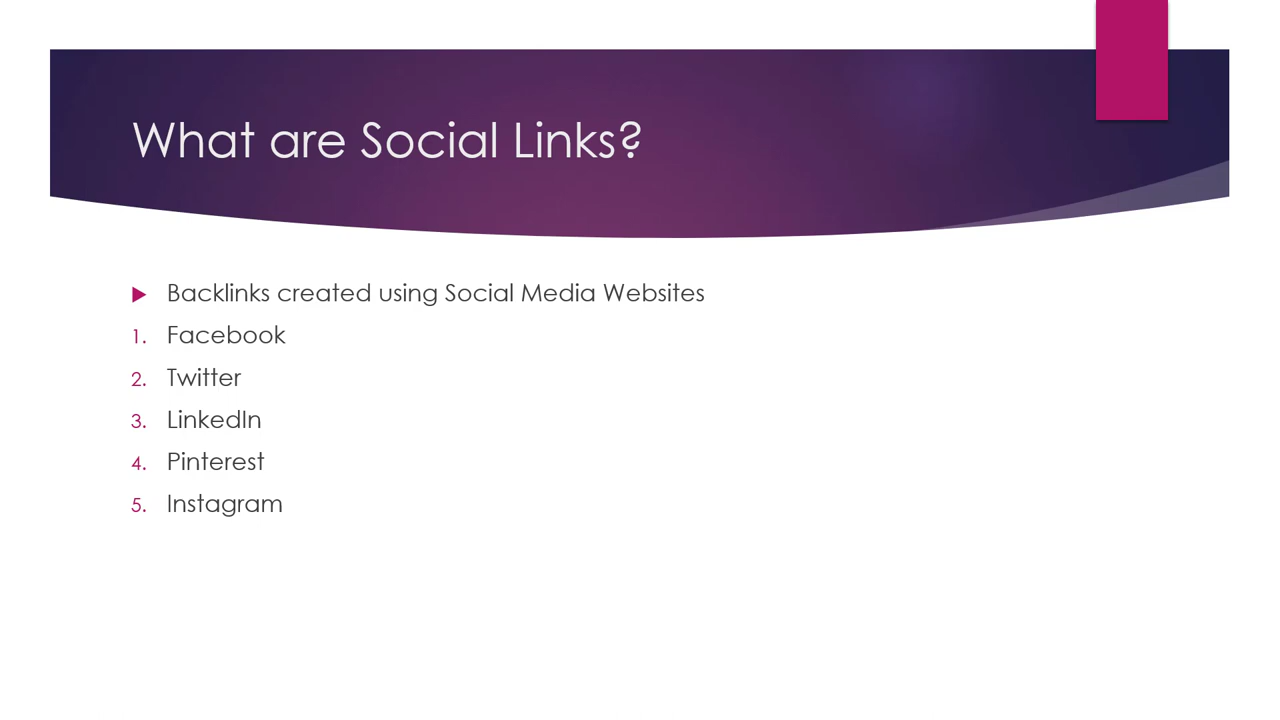 What are Social Links?
Backlinks created using Social Media Websites
1. Facebook
2. Twitter
3. LinkedIn
4. Pinterest
5. Instagram